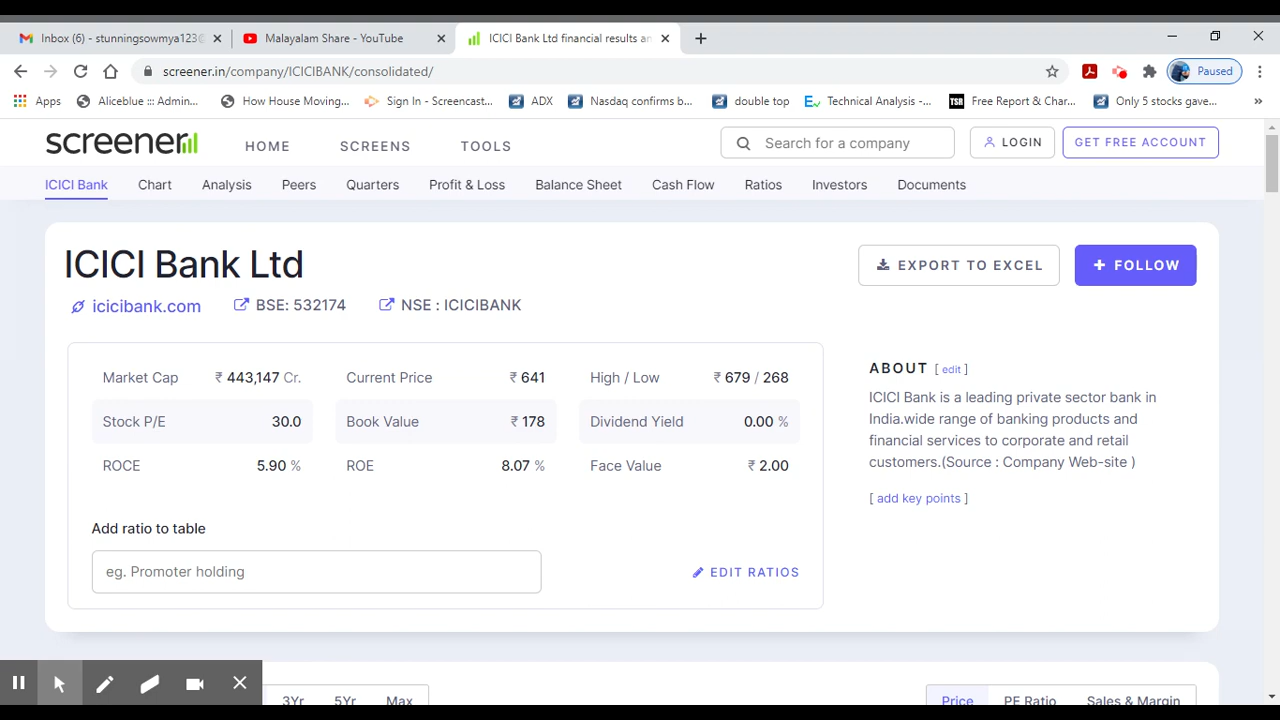 Inbox (6) - stunningsowmya123@
Malayalam Share - YouTube
ICICI Bank Ltd financial results an
screener.in/company/ICICIBANK/consolidated/
Paused
Apps
Aliceblue ::: Admin...
How House Moving...
Sign In - Screencast...
ADX
Nasdaq confirms b...
double top
Technical Analysis -...
TSR Free Report & Char...
Only 5 stocks gave...
»
screener
HOME
SCREENS
TOOLS
Search for a company
LOGIN
GET FREE ACCOUNT
ICICI Bank
Chart
Analysis
Peers
Quarters
Profit & Loss
Balance Sheet
Cash Flow
Ratios
Investors
Documents
ICICI Bank Ltd
EXPORT TO EXCEL
+ FOLLOW
icicibank.com
BSE: 532174
NSE : ICICIBANK
Market Cap ₹ 443,147 Cr.
Current Price ₹ 641
High / Low ₹ 679 / 268
Stock P/E 30.0
Book Value ₹ 178
Dividend Yield 0.00 %
ROCE 5.90 %
ROE 8.07 %
Face Value ₹ 2.00
Add ratio to table
eg. Promoter holding
EDIT RATIOS
ABOUT [ edit ]
ICICI Bank is a leading private sector bank in
India.wide range of banking products and
financial services to corporate and retail
customers.(Source : Company Web-site )
[ add key points ]
3Yr
5Yr
Max
Price
PE Ratio
Sales & Margin